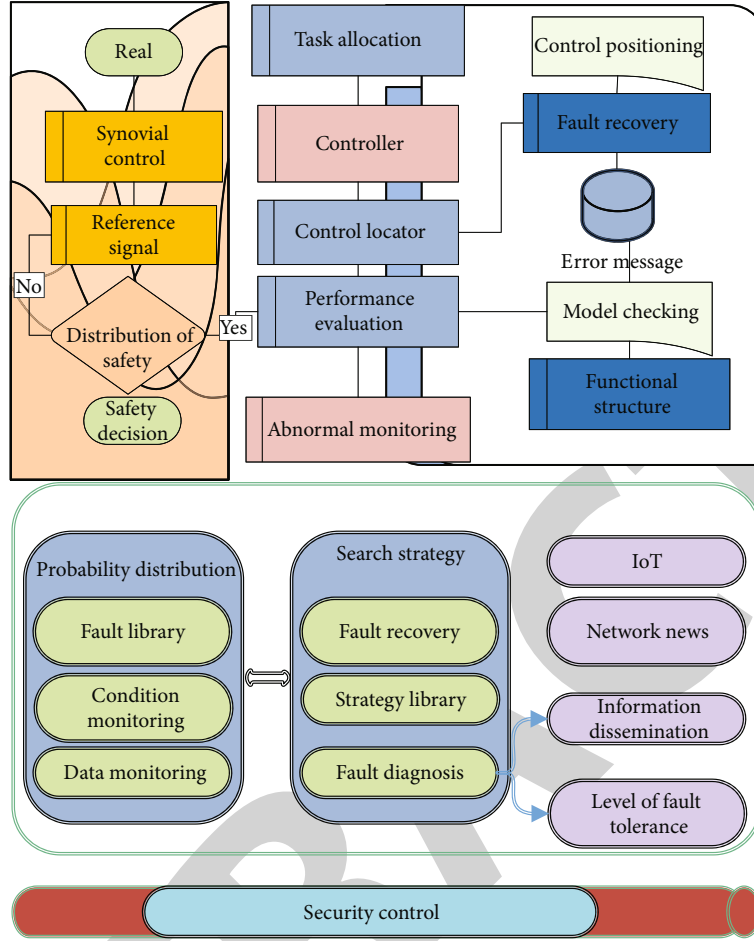 Real
Synovial
control
Reference
signal
No
Distribution of
safety
Yes
Safety
decision
Task allocation
Controller
Control locator
Performance
evaluation
Abnormal monitoring
Control positioning
Fault recovery
Error message
Model checking
Functional
structure
Probability distribution
Fault library
Condition
monitoring
Data monitoring
Search strategy
Fault recovery
Strategy library
Fault diagnosis
IoT
Network news
Information
dissemination
Level of fault
tolerance
Security control